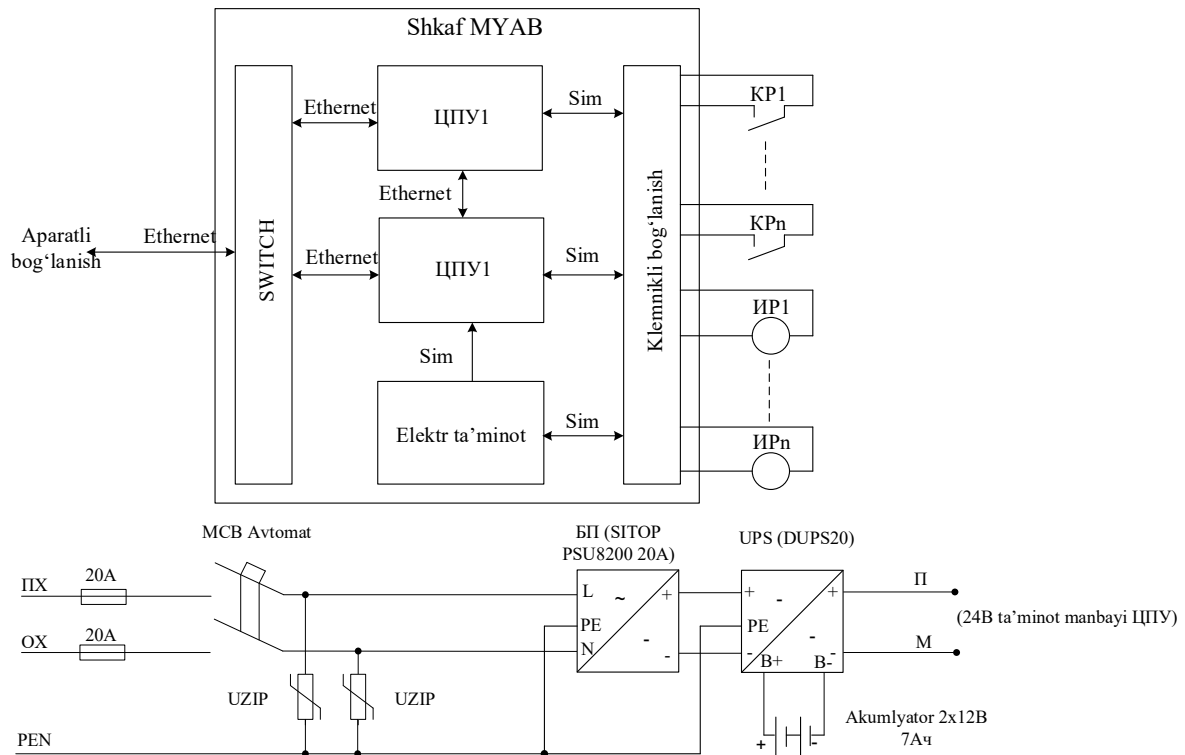 Shkaf MYAB
SWITCH
Ethernet
ЦПУ1
Sim
Ethernet
Aparatli
bog‘lanish
Ethernet
Ethernet
ЦПУ1
Sim
Sim
Elektr ta’minot
Sim
Klemnikli bog‘lanish
КР1
КРn
ИР1
ИРn
MCB Avtomat
БП (SITOP
PSU8200 20A)
UPS (DUPS20)
ПХ
20A
ОХ
20A
UZIP
UZIP
PEN
L
~
+
PE
-
N
-
+
-
+
PE
-
-
-
B+
B-
+
-
П
(24В ta’minot manbayi ЦПУ)
М
Akumlyator 2x12В
7Ач